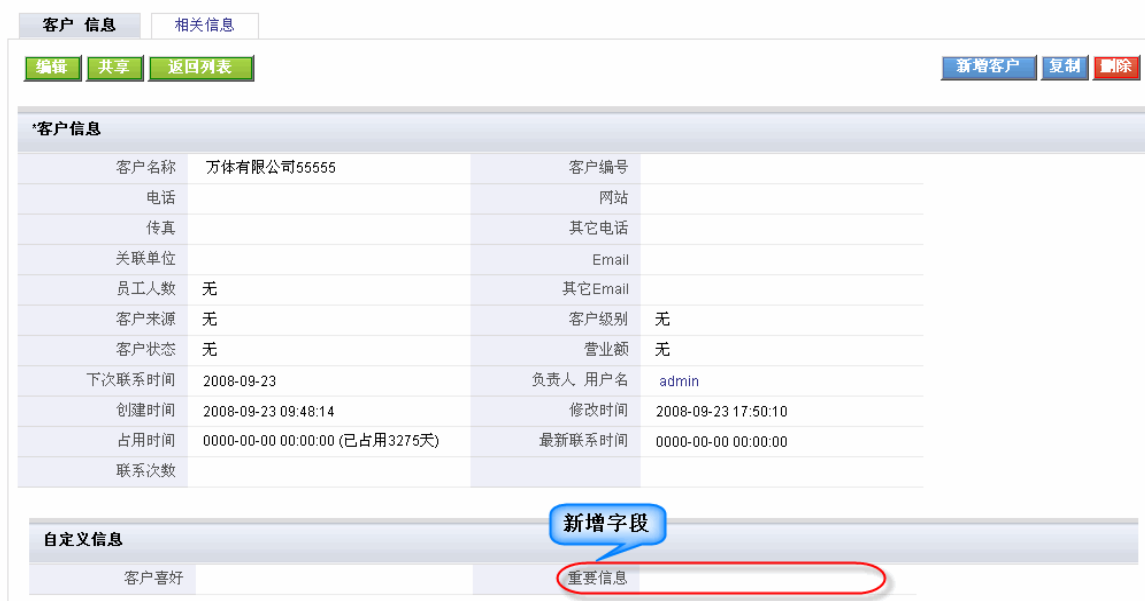 客户 信息 相关信息
编辑 共享 返回列表 新增客户 复制 删除
*客户信息
客户名称 万体有限公司55555 客户编号
电话 网站
传真 其它电话
关联单位 Email
员工人数 无 其它Email
客户来源 无 客户级别 无
客户状态 无 营业额 无
下次联系时间 2008-09-23 负责人 用户名 admin
创建时间 2008-09-23 09:48:14 修改时间 2008-09-23 17:50:10
占用时间 0000-00-00 00:00:00 (已占用3275天) 最新联系时间 0000-00-00 00:00:00
联系次数
新增字段
自定义信息
客户喜好 重要信息